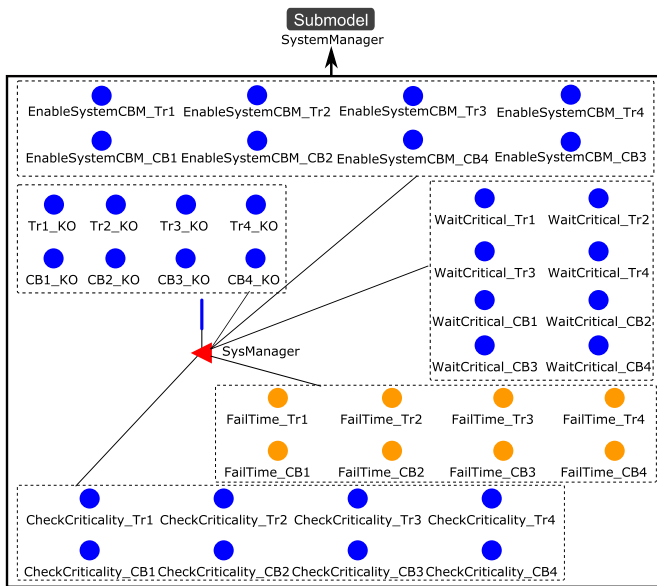 Submodel
SystemManager
EnableSystemCBM_Tr1 EnableSystemCBM_Tr2 EnableSystemCBM_Tr3 EnableSystemCBM_Tr4
EnableSystemCBM_CB1 EnableSystemCBM_CB2 EnableSystemCBM_CB4 EnableSystemCBM_CB3
Tr1_KO Tr2_KO Tr3_KO Tr4_KO
CB1_KO CB2_KO CB3_KO CB4_KO
WaitCritical_Tr1 WaitCritical_Tr2
WaitCritical_Tr3 WaitCritical_Tr4
WaitCritical_CB1 WaitCritical_CB2
WaitCritical_CB3 WaitCritical_CB4
SysManager
FailTime_Tr1 FailTime_Tr2 FailTime_Tr3 FailTime_Tr4
FailTime_CB1 FailTime_CB2 FailTime_CB3 FailTime_CB4
CheckCriticality_Tr1 CheckCriticality_Tr2 CheckCriticality_Tr3 CheckCriticality_Tr4
CheckCriticality_CB1 CheckCriticality_CB2 CheckCriticality_CB3 CheckCriticality_CB4